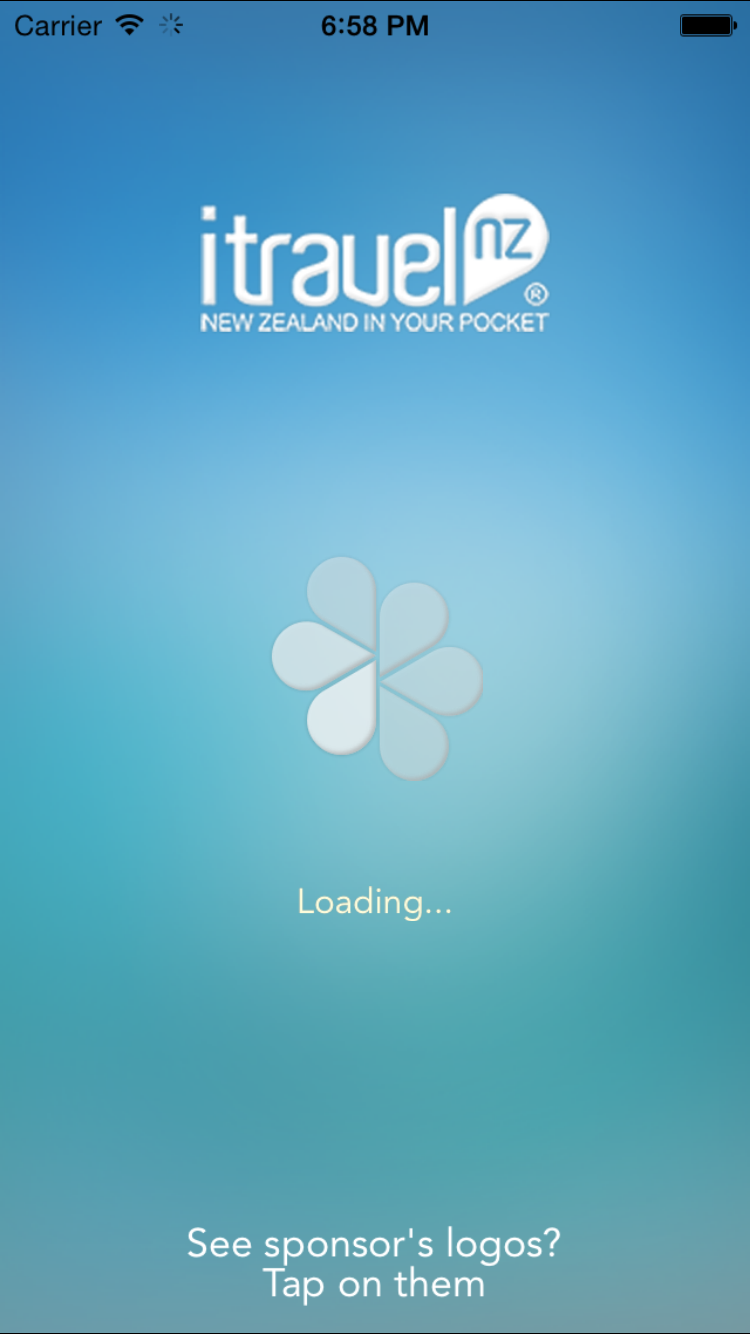 Carrier 6:58 PM
itravel nz ®
NEW ZEALAND IN YOUR POCKET
Loading...
See sponsor's logos?
Tap on them